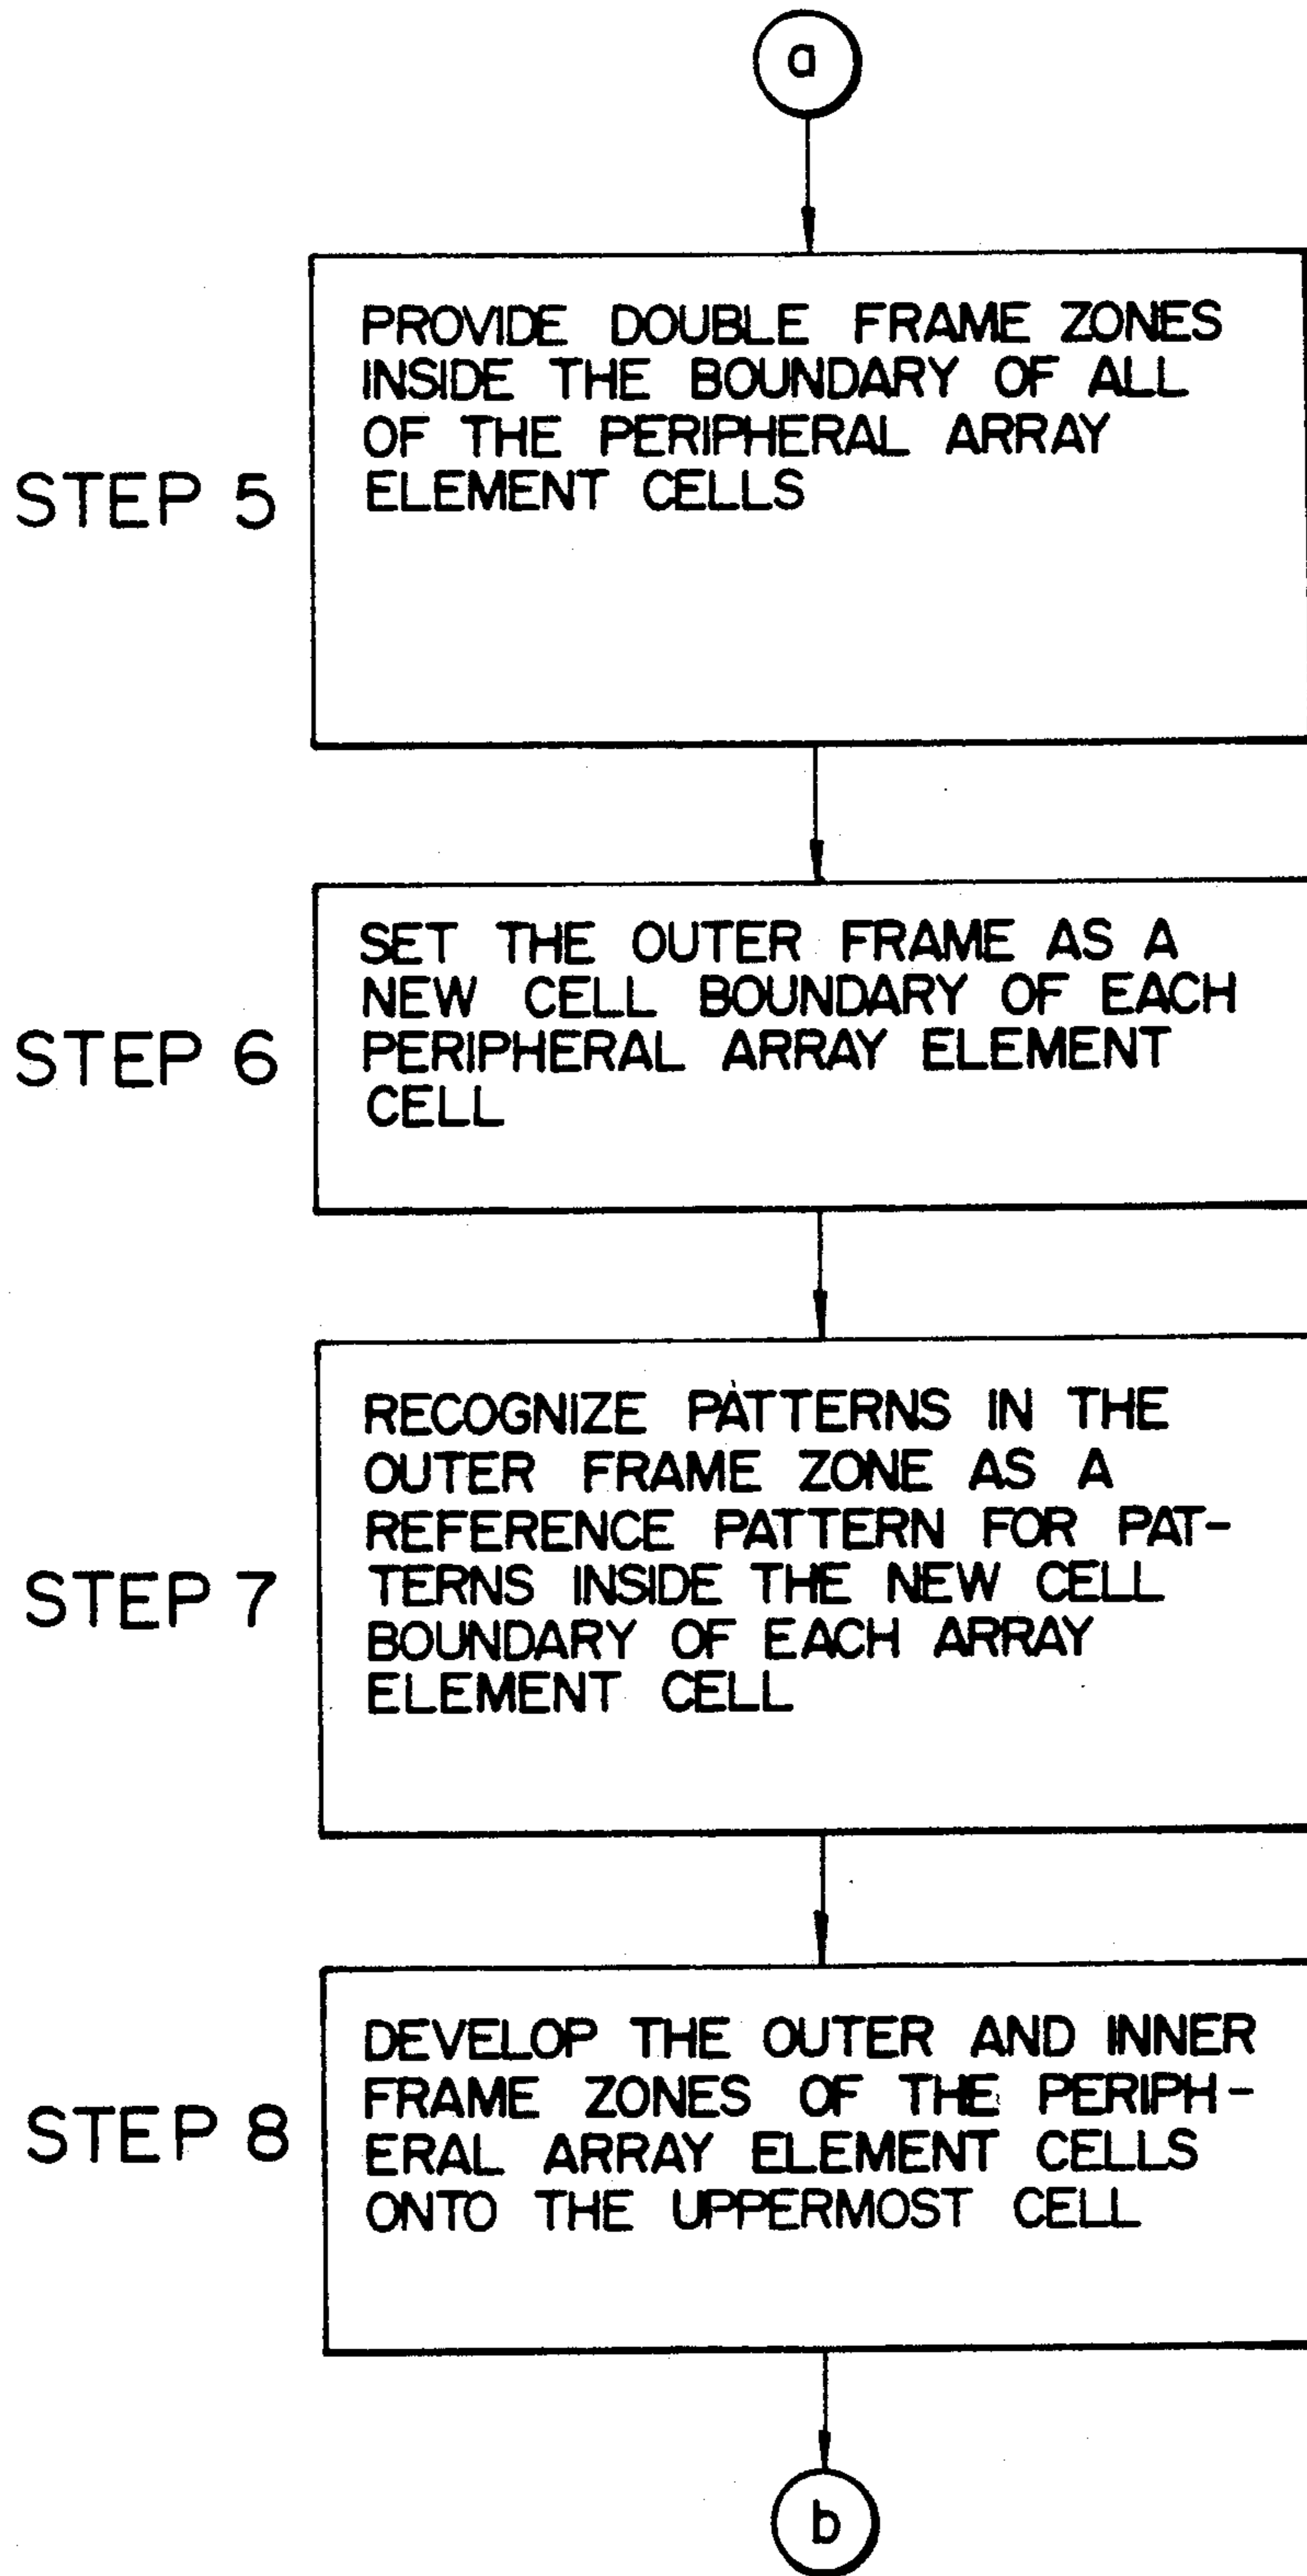 a
STEP 5
PROVIDE DOUBLE FRAME ZONES
INSIDE THE BOUNDARY OF ALL
OF THE PERIPHERAL ARRAY
ELEMENT CELLS
STEP 6
SET THE OUTER FRAME AS A
NEW CELL BOUNDARY OF EACH
PERIPHERAL ARRAY ELEMENT
CELL
STEP 7
RECOGNIZE PATTERNS IN THE
OUTER FRAME ZONE AS A
REFERENCE PATTERN FOR PAT-
TERNS INSIDE THE NEW CELL
BOUNDARY OF EACH ARRAY
ELEMENT CELL
STEP 8
DEVELOP THE OUTER AND INNER
FRAME ZONES OF THE PERIPH-
ERAL ARRAY ELEMENT CELLS
ONTO THE UPPERMOST CELL
b